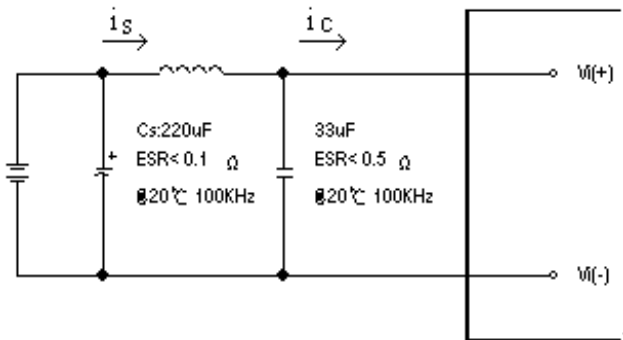 is
ic
Vi(+)
Cs:220uF
ESR<0.1 Ω
@20℃ 100KHz
+
33uF
ESR<0.5 Ω
@20℃ 100KHz
Vi(-)